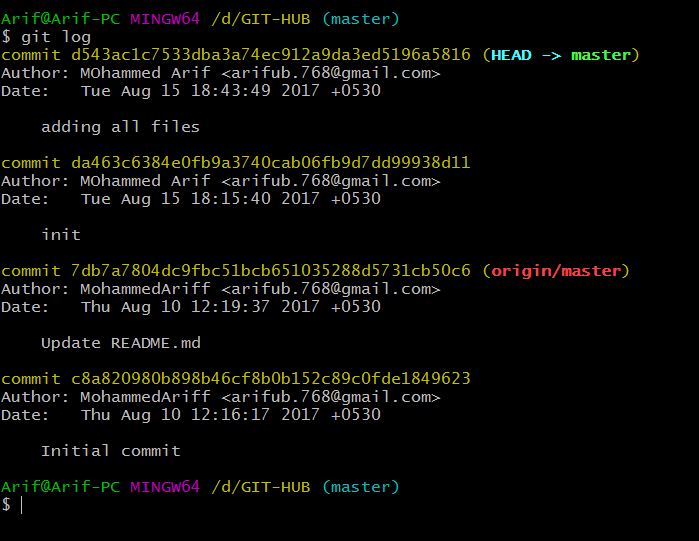 Arif@Arif-PC MINGW64 /d/GIT-HUB (master)
$ git log
commit d543ac1c7533dba3a74ec912a9da3ed5196a5816 (HEAD -> master)
Author: MOhammed Arif <arifub.768@gmail.com>
Date:   Tue Aug 15 18:43:49 2017 +0530

    adding all files

commit da463c6384e0fb9a3740cab06fb9d7dd99938d11
Author: MOhammed Arif <arifub.768@gmail.com>
Date:   Tue Aug 15 18:15:40 2017 +0530

    init

commit 7db7a7804dc9fbc51bcb651035288d5731cb50c6 (origin/master)
Author: MohammedAriff <arifub.768@gmail.com>
Date:   Thu Aug 10 12:19:37 2017 +0530

    Update README.md

commit c8a820980b898b46cf8b0b152c89c0fde1849623
Author: MohammedAriff <arifub.768@gmail.com>
Date:   Thu Aug 10 12:16:17 2017 +0530

    Initial commit

Arif@Arif-PC MINGW64 /d/GIT-HUB (master)
$